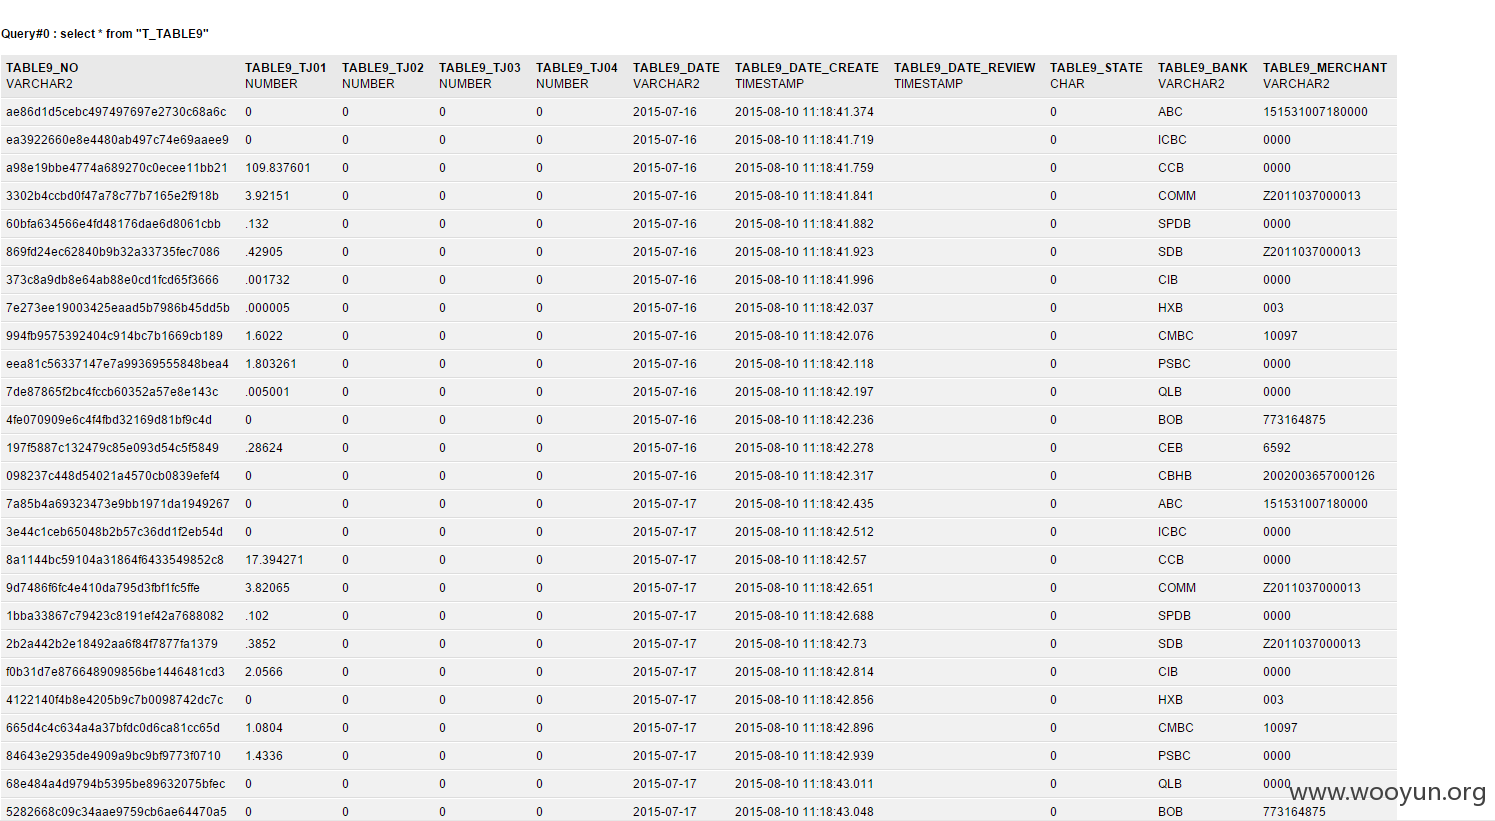 Query#0 : select * from "T_TABLE9"
TABLE9_NO TABLE9_TJ01 TABLE9_TJ02 TABLE9_TJ03 TABLE9_TJ04 TABLE9_DATE TABLE9_DATE_CREATE TABLE9_DATE_REVIEW TABLE9_STATE TABLE9_BANK TABLE9_MERCHANT
VARCHAR2 NUMBER NUMBER NUMBER NUMBER VARCHAR2 TIMESTAMP TIMESTAMP CHAR VARCHAR2 VARCHAR2
ae86d1d5cebc497497697e2730c68a6c 0 0 0 0 2015-07-16 2015-08-10 11:18:41.374 0 ABC 151531007180000
ea3922660e8e4480ab497c74e69aaee9 0 0 0 0 2015-07-16 2015-08-10 11:18:41.719 0 ICBC 0000
a98e19bbe4774a689270c0ecee11bb21 109.837601 0 0 0 2015-07-16 2015-08-10 11:18:41.759 0 CCB 0000
3302b4ccbd0f47a78c77b7165e2f918b 3.92151 0 0 0 2015-07-16 2015-08-10 11:18:41.841 0 COMM Z2011037000013
60bfa634566e4fd48176dae6d8061cbb .132 0 0 0 2015-07-16 2015-08-10 11:18:41.882 0 SPDB 0000
869fd24ec62840b9b32a33735fec7086 .42905 0 0 0 2015-07-16 2015-08-10 11:18:41.923 0 SDB Z2011037000013
373c8a9db8e64ab88e0cd1fcd65f3666 .001732 0 0 0 2015-07-16 2015-08-10 11:18:41.996 0 CIB 0000
7e273ee19003425eaad5b7986b45dd5b .000005 0 0 0 2015-07-16 2015-08-10 11:18:42.037 0 HXB 003
994fb9575392404c914bc7b1669cb189 1.6022 0 0 0 2015-07-16 2015-08-10 11:18:42.076 0 CMBC 10097
eea81c56337147e7a99369555848bea4 1.803261 0 0 0 2015-07-16 2015-08-10 11:18:42.118 0 PSBC 0000
7de87865f2bc4fccb60352a57e8e143c .005001 0 0 0 2015-07-16 2015-08-10 11:18:42.197 0 QLB 0000
4fe070909e6c4f4fbd32169d81bf9c4d 0 0 0 0 2015-07-16 2015-08-10 11:18:42.236 0 BOB 773164875
197f5887c132479c85e093d54c5f5849 .28624 0 0 0 2015-07-16 2015-08-10 11:18:42.278 0 CEB 6592
098237c448d54021a4570cb0839efef4 0 0 0 0 2015-07-16 2015-08-10 11:18:42.317 0 CBHB 2002003657000126
7a85b4a69323473e9bb1971da1949267 0 0 0 0 2015-07-17 2015-08-10 11:18:42.435 0 ABC 151531007180000
3e44c1ceb65048b2b57c36dd1f2eb54d 0 0 0 0 2015-07-17 2015-08-10 11:18:42.512 0 ICBC 0000
8a1144bc59104a31864f6433549852c8 17.394271 0 0 0 2015-07-17 2015-08-10 11:18:42.57 0 CCB 0000
9d7486f6fc4e410da795d3fbf1fc5ffe 3.82065 0 0 0 2015-07-17 2015-08-10 11:18:42.651 0 COMM Z2011037000013
1bba33867c79423c8191ef42a7688082 .102 0 0 0 2015-07-17 2015-08-10 11:18:42.688 0 SPDB 0000
2b2a442b2e18492aa6f84f7877fa1379 .3852 0 0 0 2015-07-17 2015-08-10 11:18:42.73 0 SDB Z2011037000013
f0b31d7e876648909856be1446481cd3 2.0566 0 0 0 2015-07-17 2015-08-10 11:18:42.814 0 CIB 0000
4122140f4b8e4205b9c7b0098742dc7c 0 0 0 0 2015-07-17 2015-08-10 11:18:42.856 0 HXB 003
665d4c4c634a4a37bfdc0d6ca81cc65d 1.0804 0 0 0 2015-07-17 2015-08-10 11:18:42.896 0 CMBC 10097
84643e2935de4909a9bc9bf9773f0710 1.4336 0 0 0 2015-07-17 2015-08-10 11:18:42.939 0 PSBC 0000
68e484a4d9794b5395be89632075bfec 0 0 0 0 2015-07-17 2015-08-10 11:18:43.011 0 QLB 0000
5282668c09c34aae9759cb6ae64470a5 0 0 0 0 2015-07-17 2015-08-10 11:18:43.048 0 BOB 773164875
www.wooyun.org